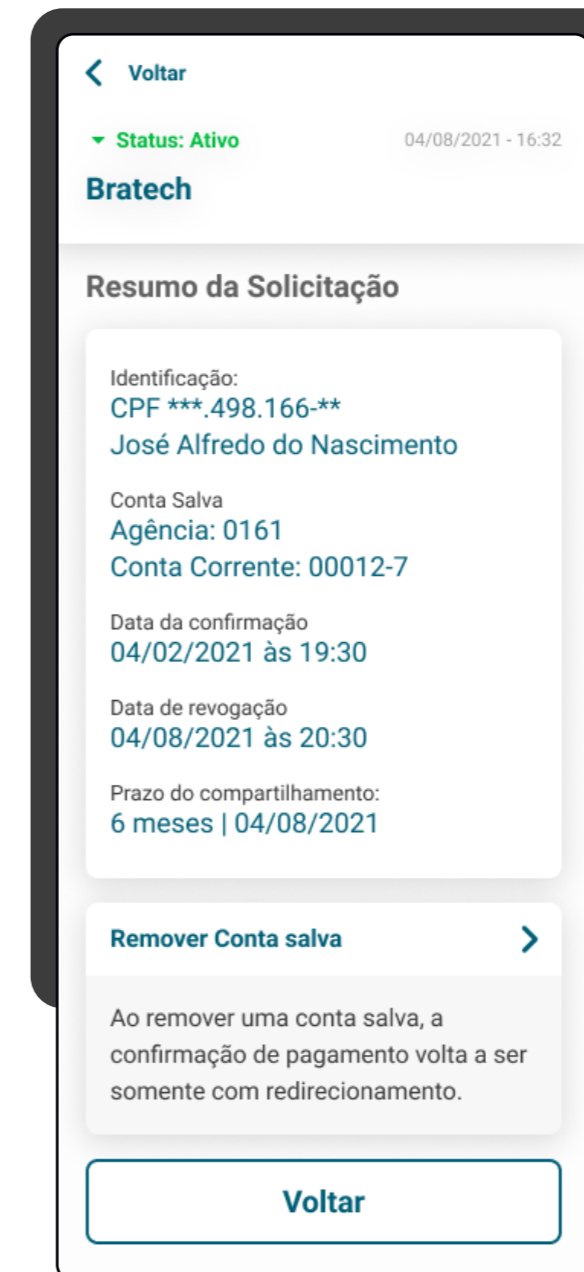 Voltar
Status: Ativo
04/08/2021 - 16:32
Bratech
Resumo da Solicitação
Identificação:
CPF ***.498.166-**
José Alfredo do Nascimento
Conta Salva
Agência: 0161
Conta Corrente: 00012-7
Data da confirmação
04/02/2021 às 19:30
Data de revogação
04/08/2021 às 20:30
Prazo do compartilhamento:
6 meses | 04/08/2021
Remover Conta salva
Ao remover uma conta salva, a
confirmação de pagamento volta a ser
somente com redirecionamento.
Voltar